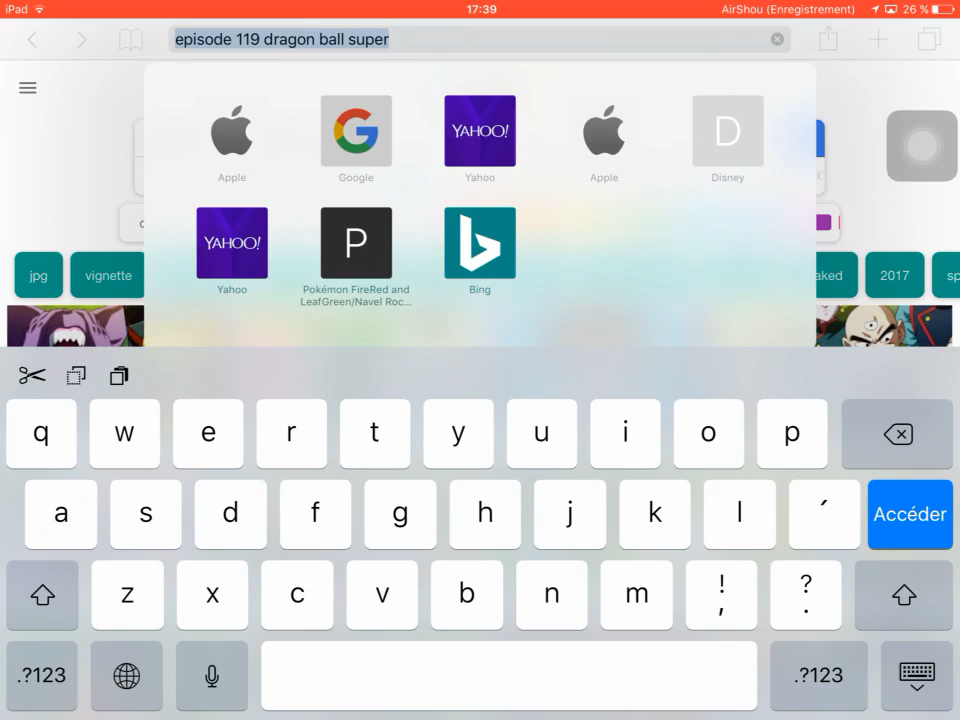 iPad 17:39 AirShou (Enregistrement) 26 %
episode 119 dragon ball super
Apple Google YAHOO! Yahoo Apple D Disney
YAHOO! Yahoo P Pokémon FireRed and Bing
LeafGreen/Navel Roc...
jpg vignette aked 2017 sp
q w e r t y u i o p
a s d f g h j k l ´ Accéder
z x c v b n m ! , ? .
.?123 .?123